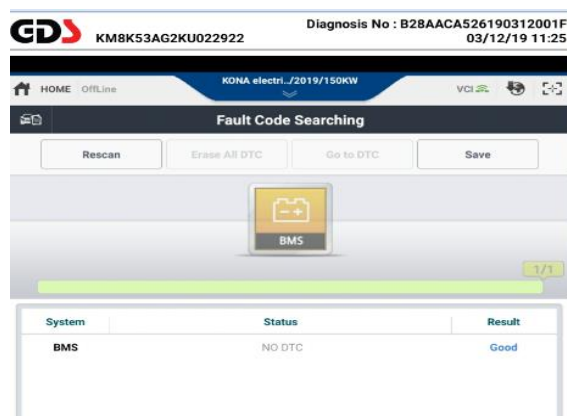 GDS KM8K53AG2KU022922 Diagnosis No : B28AACA526190312001F
03/12/19 11:25
HOME OffLine KONA electri../2019/150KW VCI
Fault Code Searching
Rescan Erase All DTC Go to DTC Save
BMS
1/1
System Status Result
BMS NO DTC Good